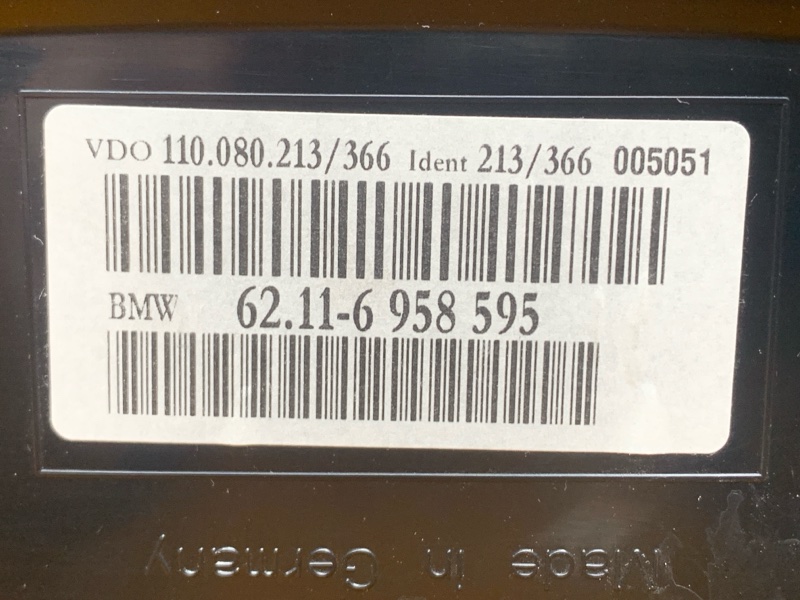 VDO 110.080.213/366 Ident 213/366 005051
BMW 62.11-6 958 595
Made in Germany